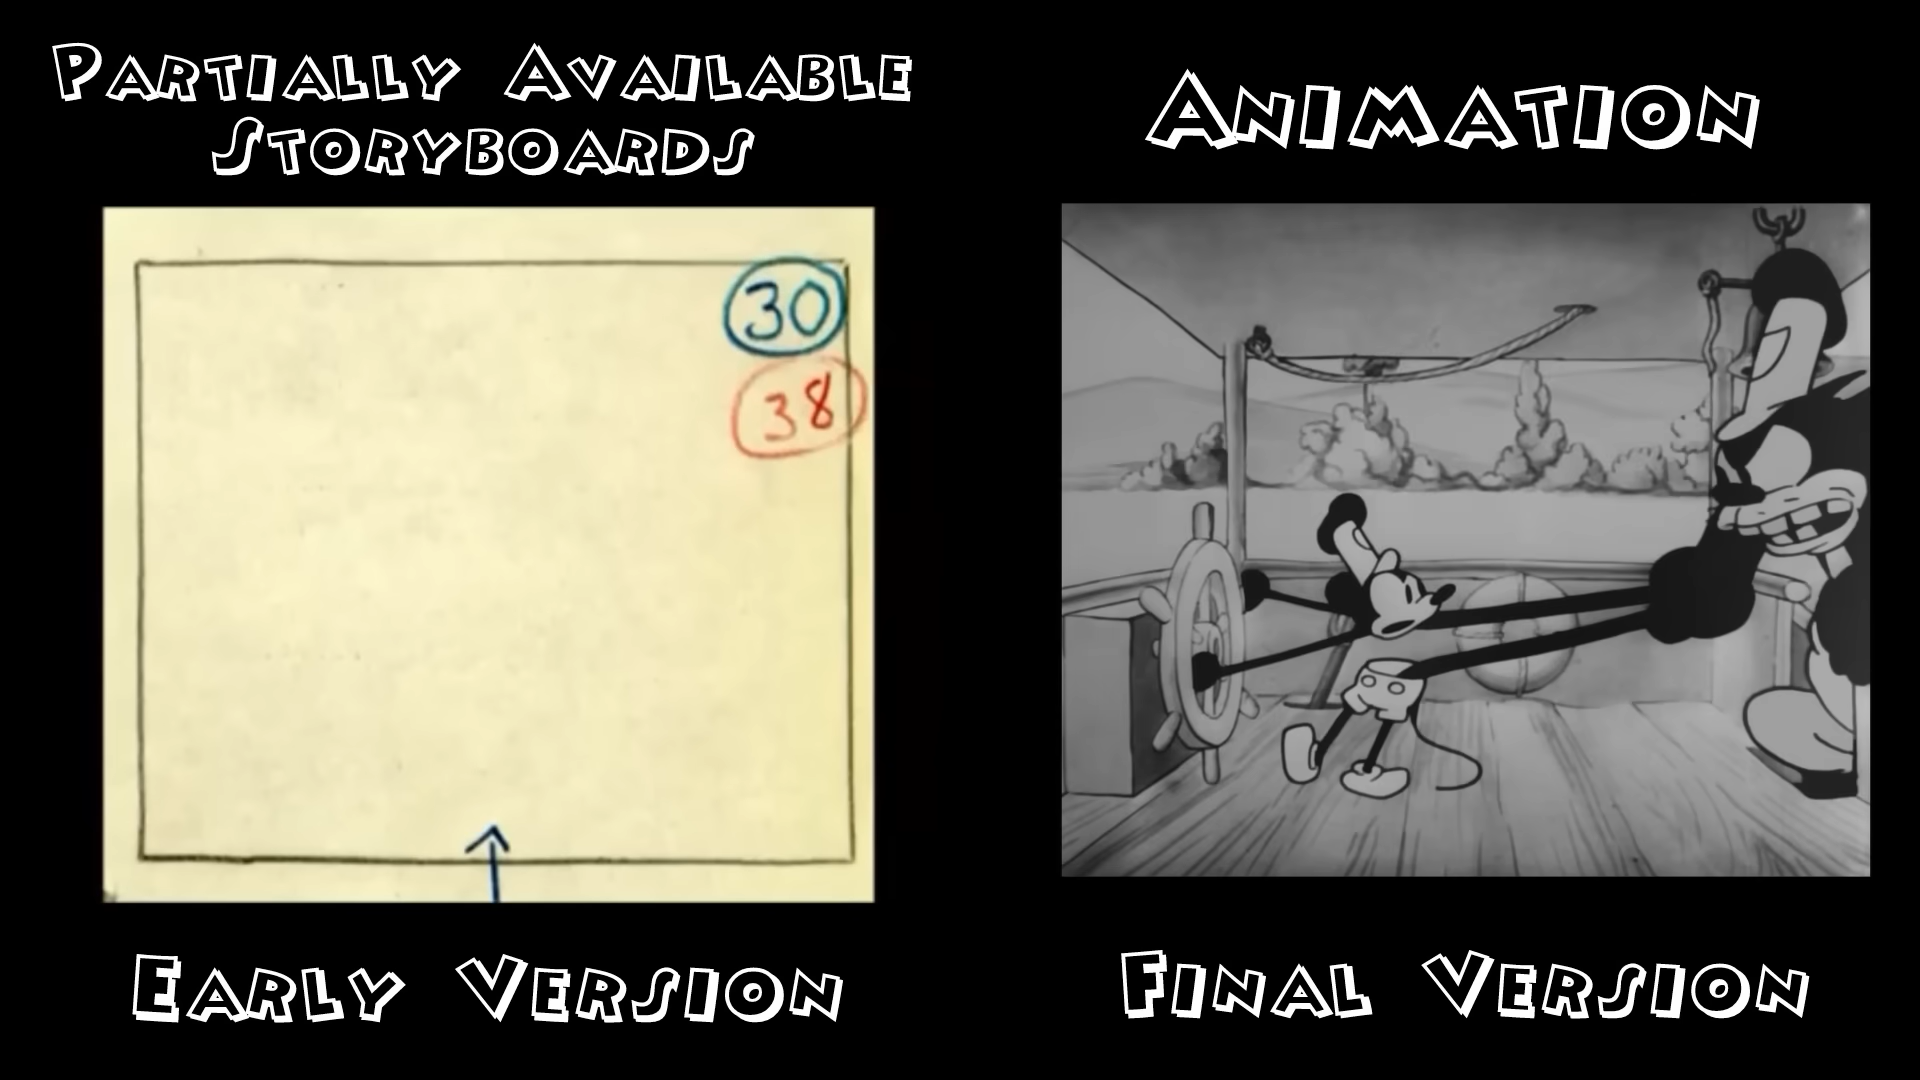 Partially Available
Storyboards
Animation
30
38
Early Version
Final Version